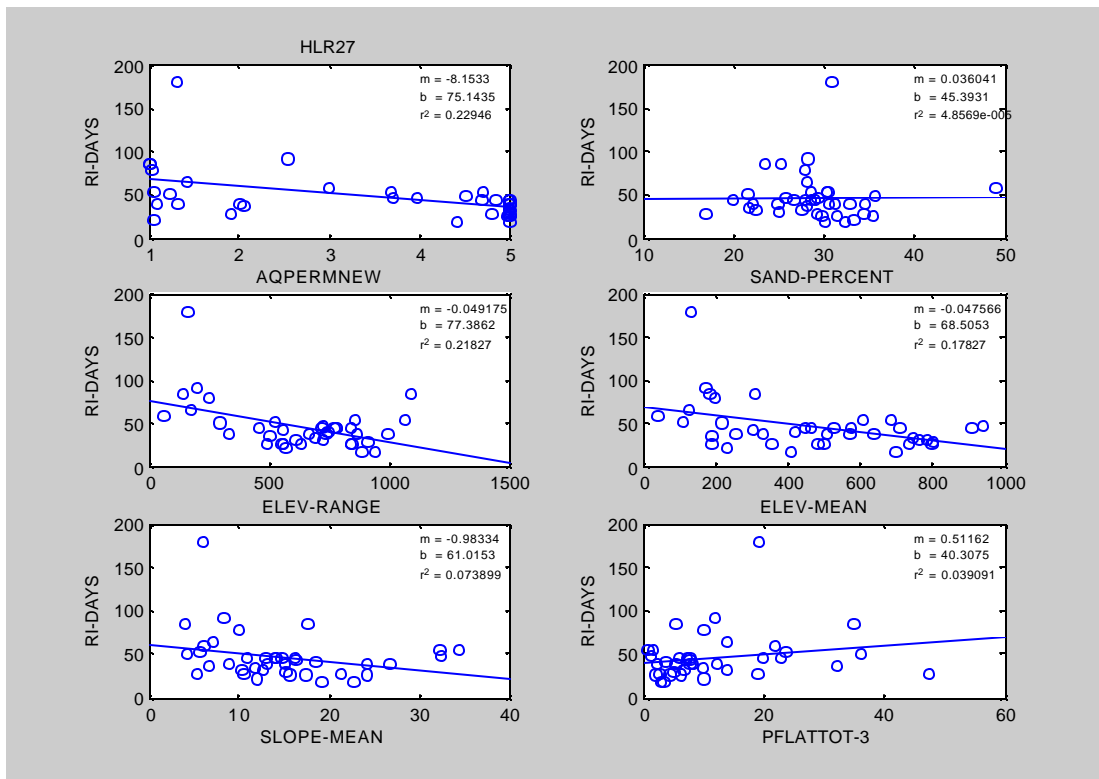 HLR27
200
150
100
50
0
RI-DAYS
m = -8.1533
b = 75.1435
r2 = 0.22946
1 2 3 4 5
AQPERMNEW
200
150
100
50
0
RI-DAYS
m = 0.036041
b = 45.3931
r2 = 4.8569e-005
10 20 30 40 50
SAND-PERCENT
200
150
100
50
0
RI-DAYS
m = -0.049175
b = 77.3862
r2 = 0.21827
0 500 1000 1500
ELEV-RANGE
200
150
100
50
0
RI-DAYS
m = -0.047566
b = 68.5053
r2 = 0.17827
0 200 400 600 800 1000
ELEV-MEAN
200
150
100
50
0
RI-DAYS
m = -0.98334
b = 61.0153
r2 = 0.073899
0 10 20 30 40
SLOPE-MEAN
200
150
100
50
0
RI-DAYS
m = 0.51162
b = 40.3075
r2 = 0.039091
0 20 40 60
PFLATTOT-3